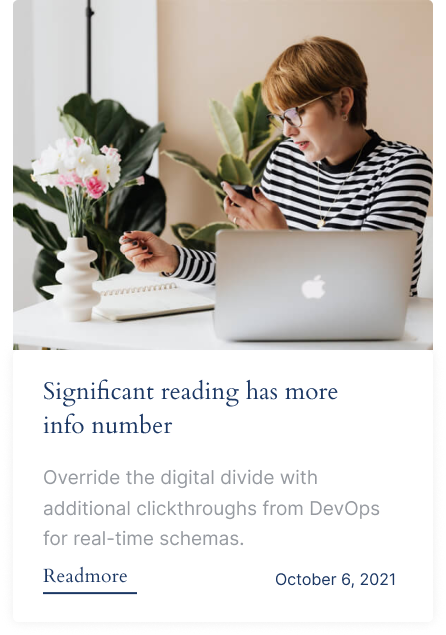 Significant reading has more
info number
Override the digital divide with
additional clickthroughs from DevOps
for real-time schemas.
Readmore
October 6, 2021